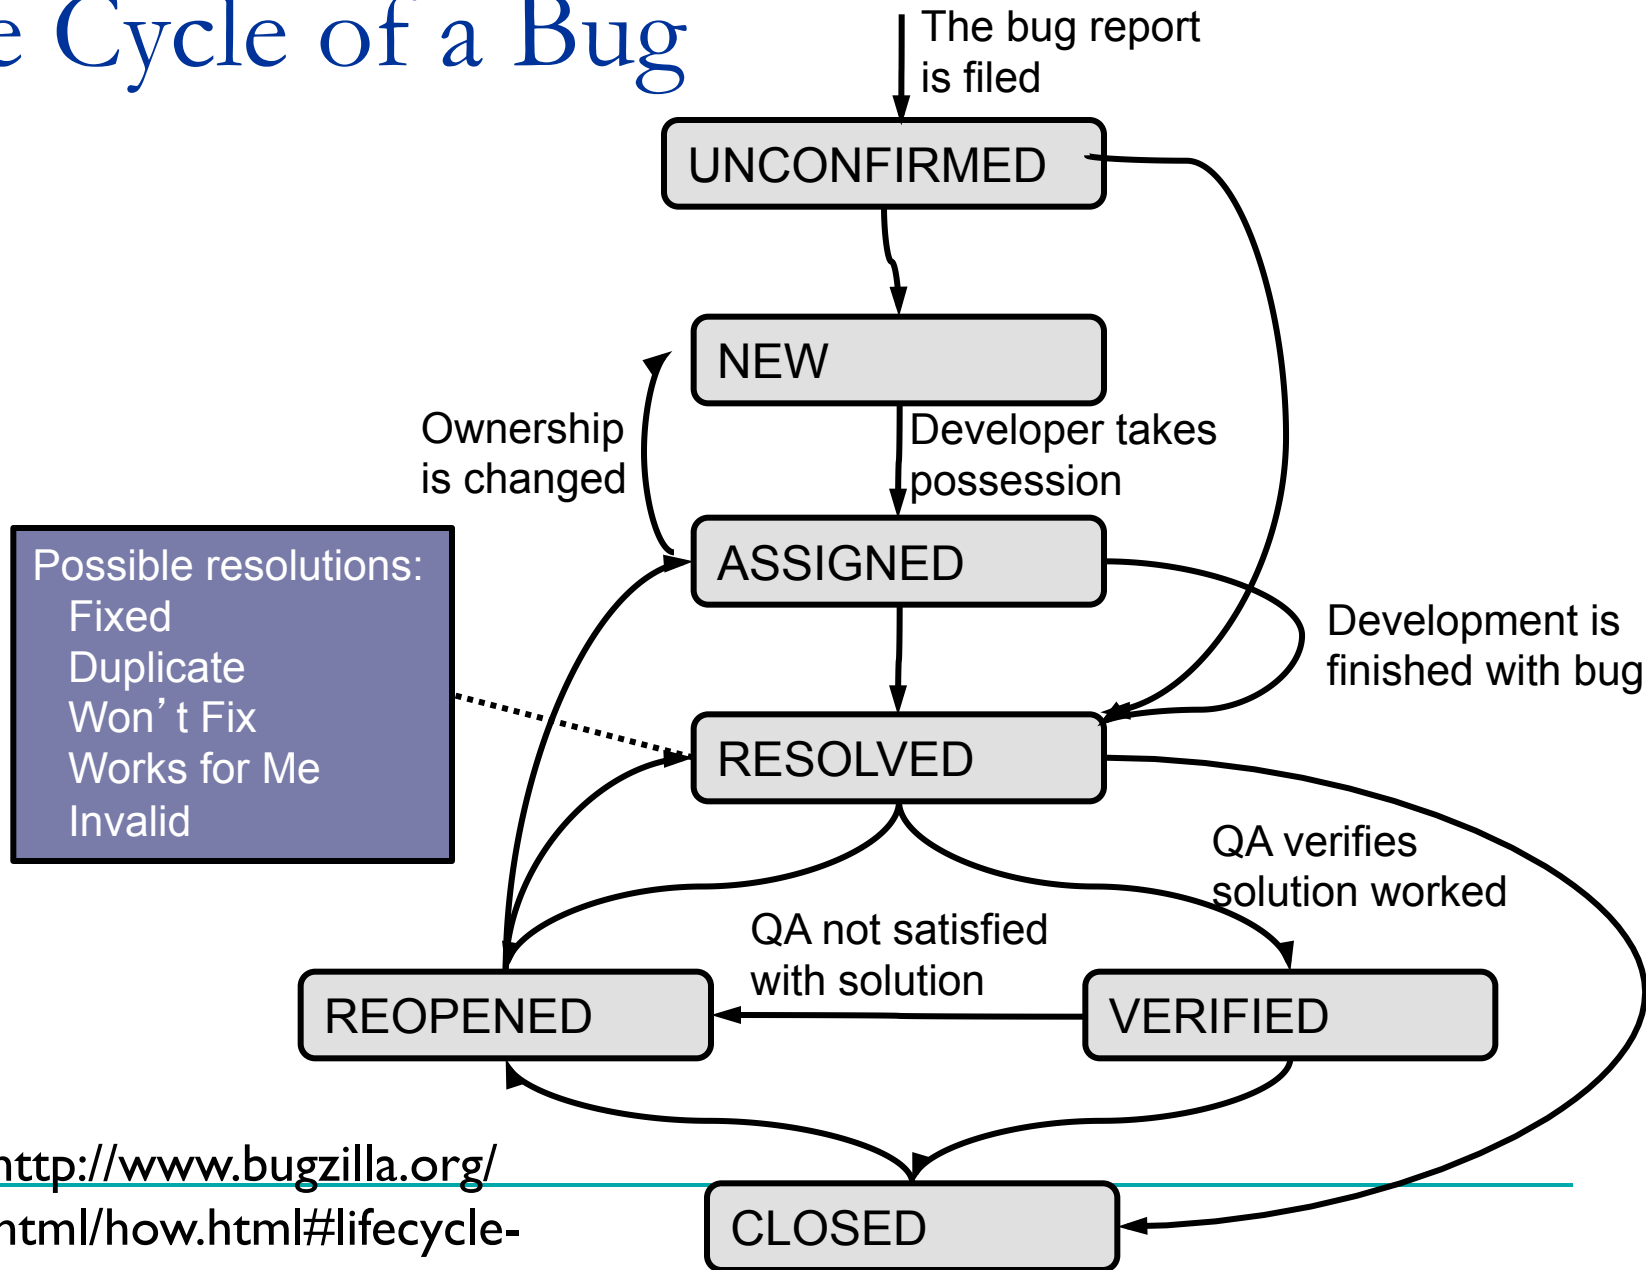 e Cycle of a Bug
The bug report
is filed
UNCONFIRMED
NEW
Ownership
is changed
Developer takes
possession
ASSIGNED
Possible resolutions:
Fixed
Duplicate
Won’t Fix
Works for Me
Invalid
Development is
finished with bug
RESOLVED
QA verifies
solution worked
QA not satisfied
with solution
REOPENED
VERIFIED
http://www.bugzilla.org/
html/how.html#lifecycle-
CLOSED